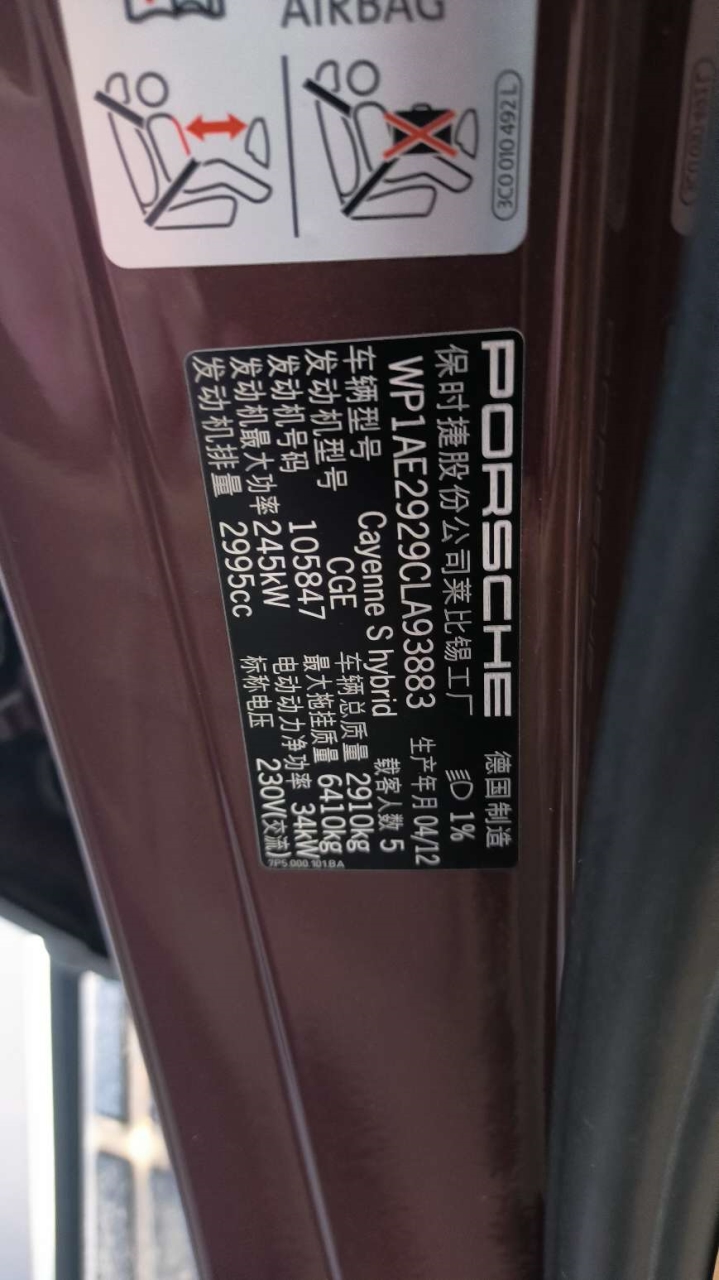 AIRBAG
3C0 010 492 L
PORSCHE 德国制造
保时捷股份公司莱比锡工厂 1%
WP1AE2929CLA93883 生产年月 04/12
车辆型号 Cayenne S hybrid 载客人数 5
发动机型号 CGE 车辆总质量 2910kg
发动机号码 105847 最大拖挂质量 6410kg
发动机最大功率 245kW 电动动力净功率 34kW
发动机排量 2995cc 标称电压 230V(交流)
7P5.000.101.BA